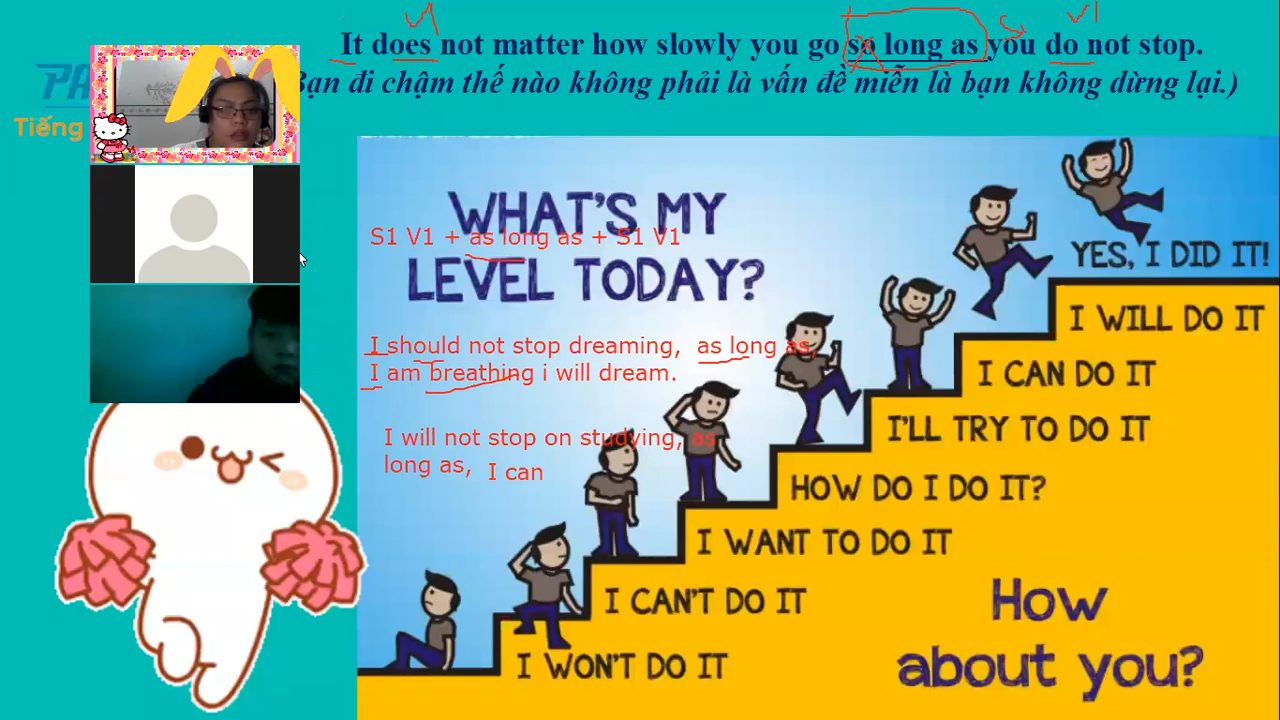 V1
V1
It does not matter how slowly you go so long as you do not stop.
Bạn đi chậm thế nào không phải là vấn đề miễn là bạn không dừng lại.)
Tiếng
WHAT'S MY
S1 V1 + as long as + S1 V1
LEVEL TODAY?
I should not stop dreaming, as long as,
I am breathing i will dream.
I will not stop on studying, as
long as, I can
YES, I DID IT!
I WILL DO IT
I CAN DO IT
I'LL TRY TO DO IT
HOW DO I DO IT?
I WANT TO DO IT
I CAN'T DO IT
I WON'T DO IT
HOW
about you?